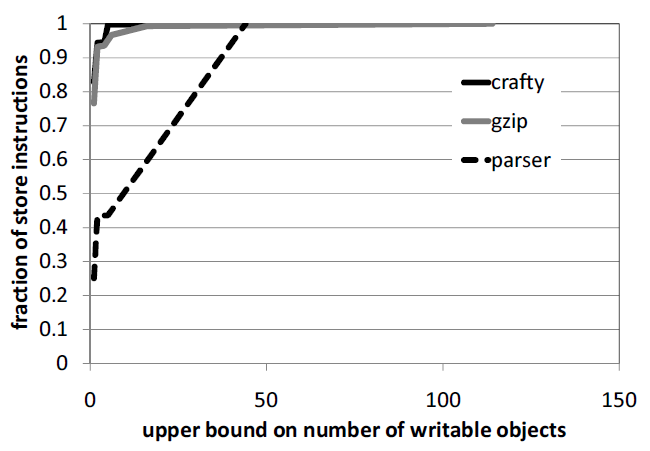 1
0.9
0.8
0.7
0.6
0.5
0.4
0.3
0.2
0.1
0
fraction of store instructions
crafty
gzip
parser
0 50 100 150
upper bound on number of writable objects